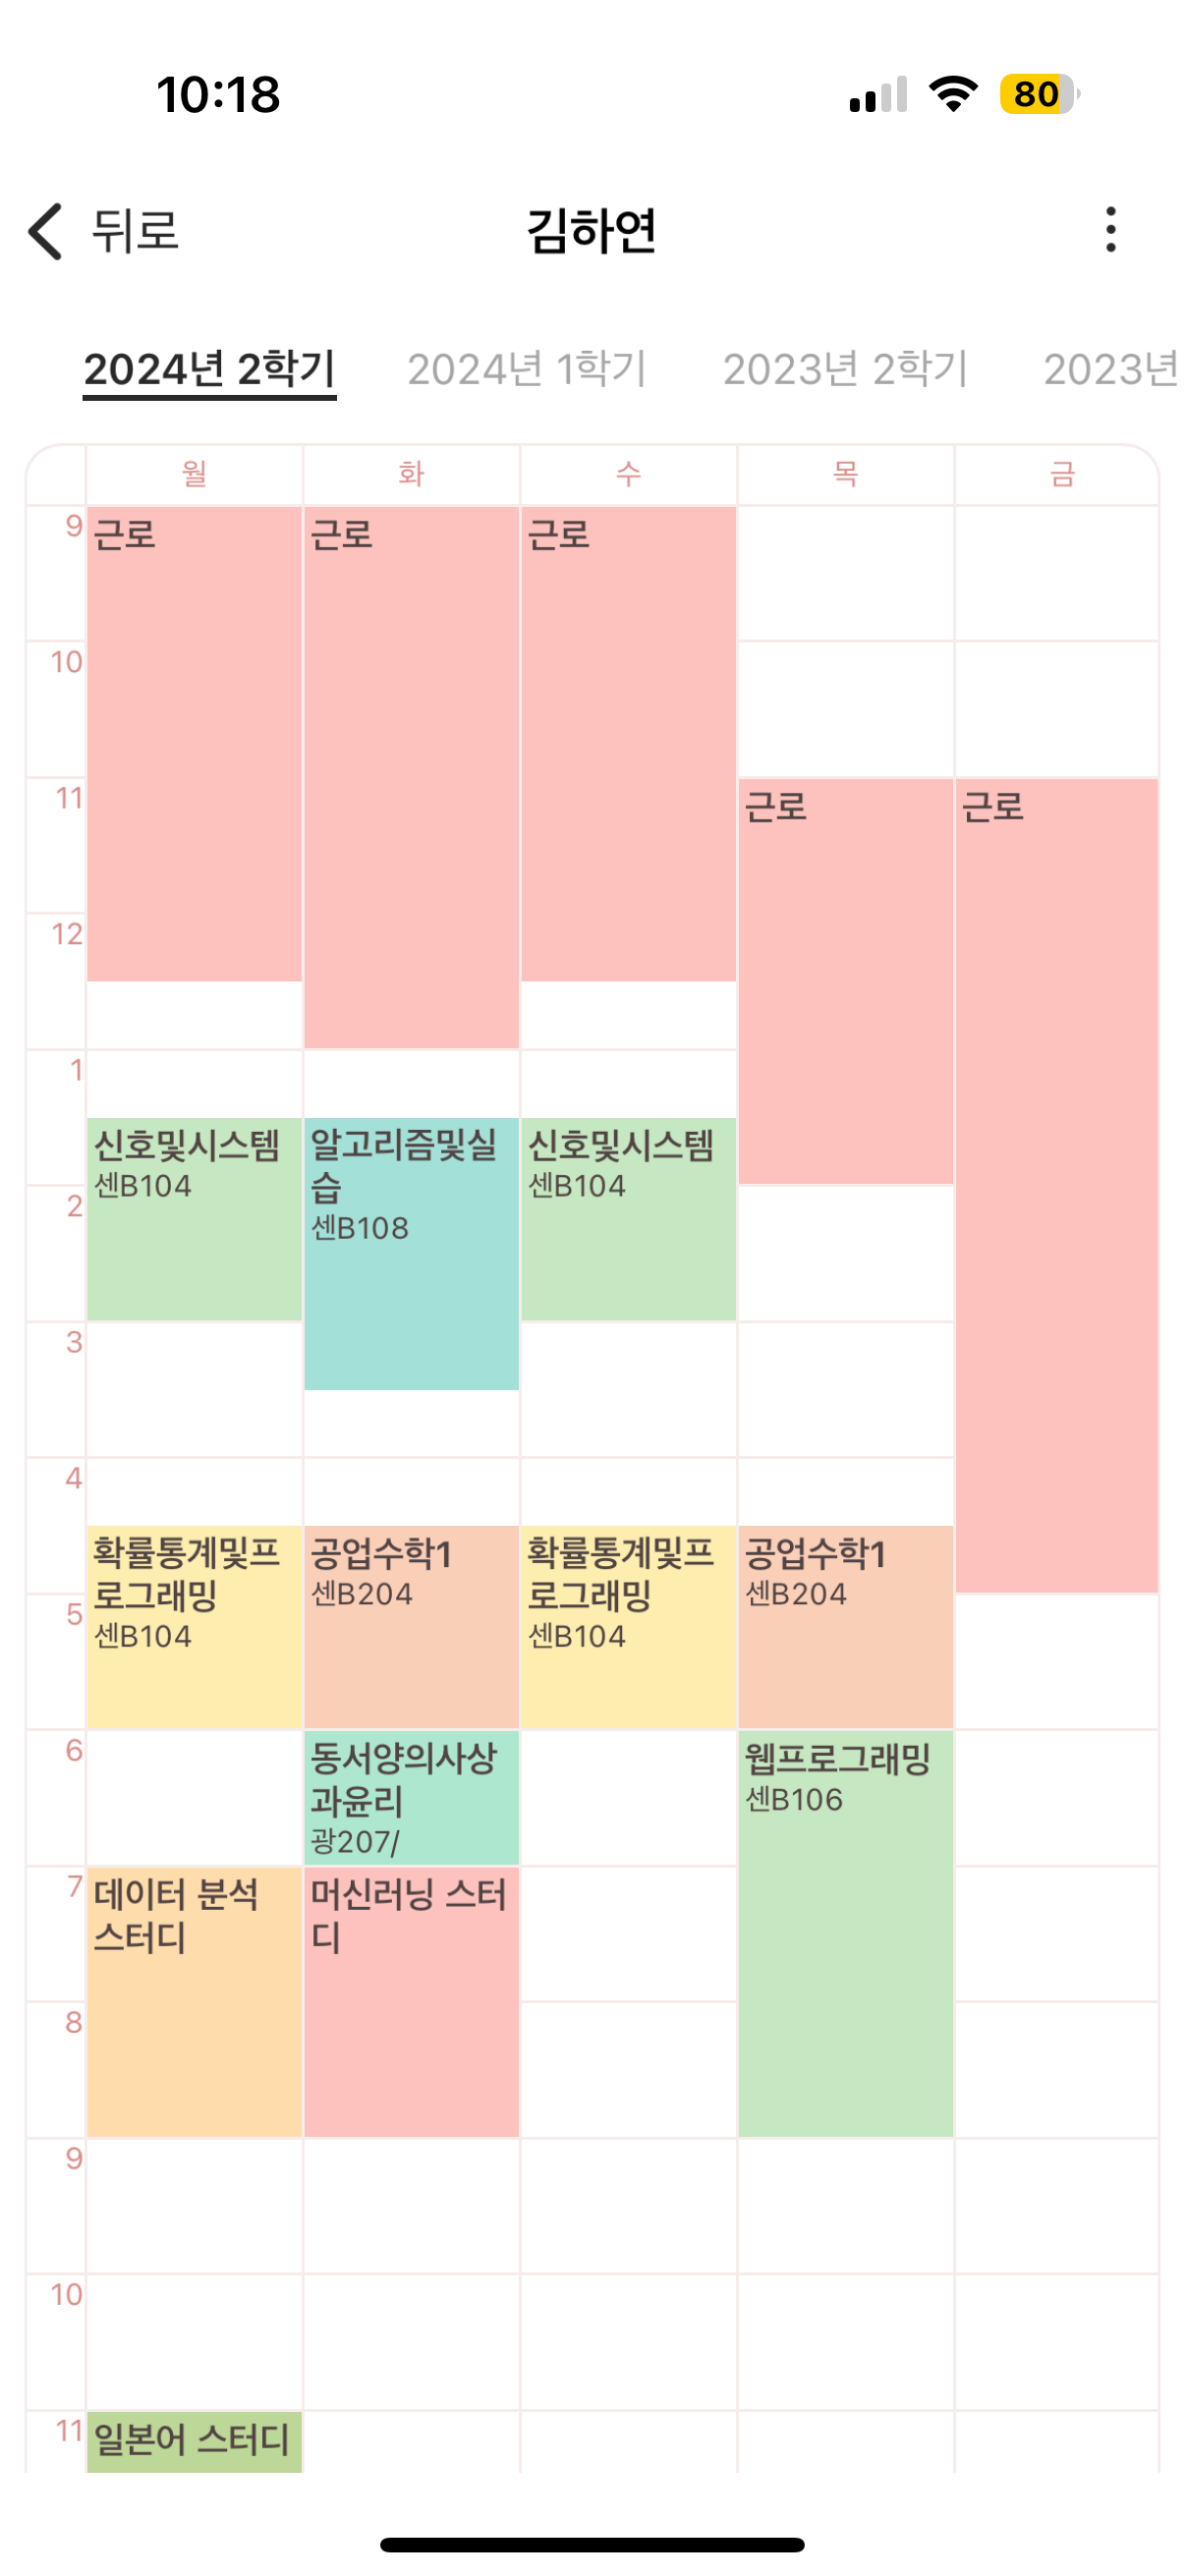 10:18
80
뒤로
김하연
2024년 2학기 2024년 1학기 2023년 2학기 2023년
월 화 수 목 금
9
근로
근로
근로
10
11
근로
근로
12
1
신호및시스템
센B104
알고리즘및실
습
센B108
신호및시스템
센B104
2
3
4
확률통계및프
로그래밍
센B104
공업수학1
센B204
확률통계및프
로그래밍
센B104
공업수학1
센B204
5
6
동서양의사상
과윤리
광207/
웹프로그래밍
센B106
7
데이터 분석
스터디
머신러닝 스터
디
8
9
10
11
일본어 스터디